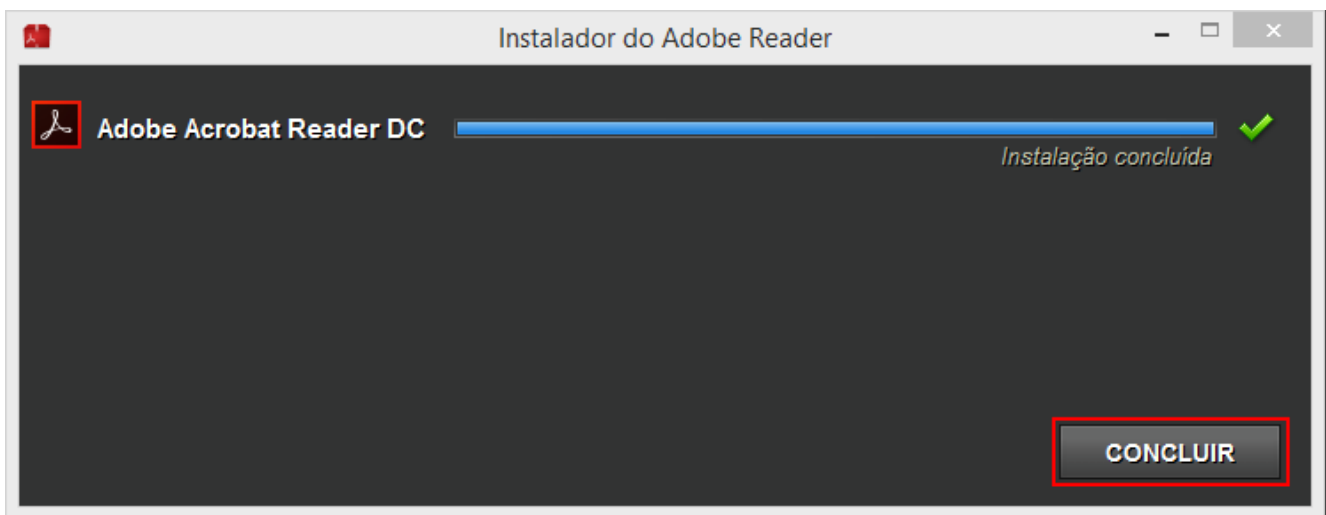 Instalador do Adobe Reader
Adobe Acrobat Reader DC
Instalação concluída
CONCLUIR